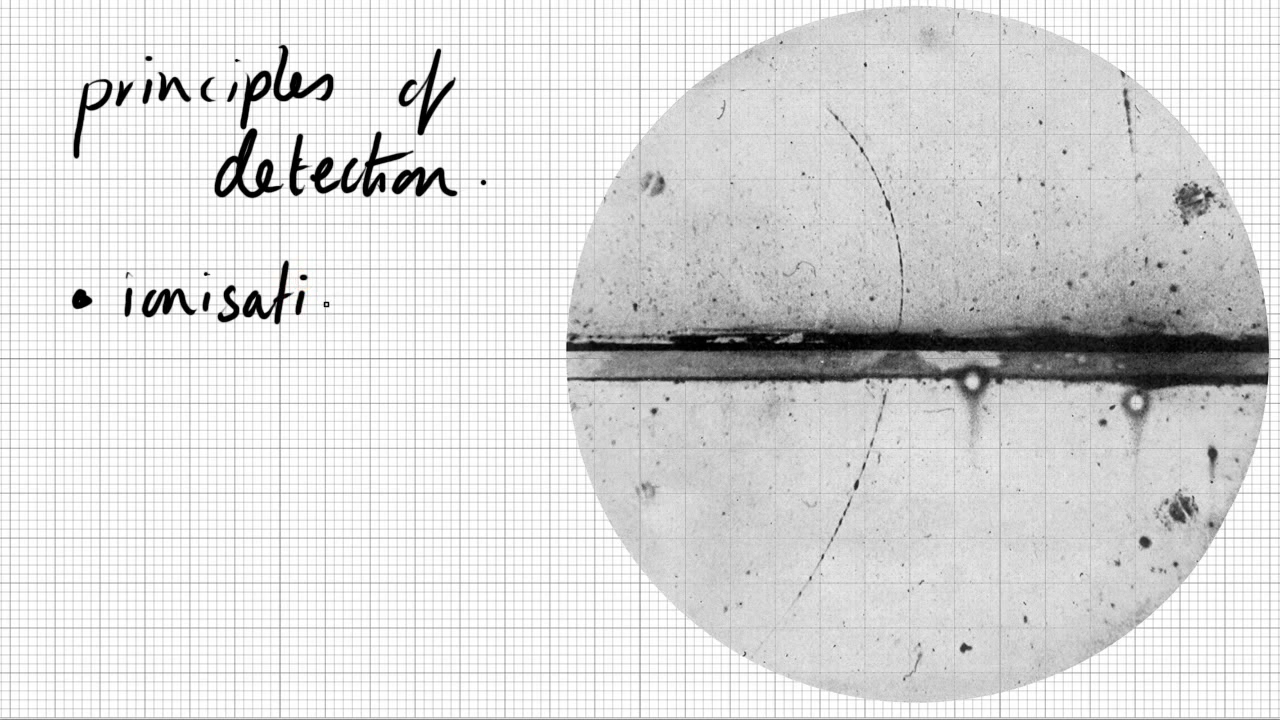 principles of
detection.
• ionisati